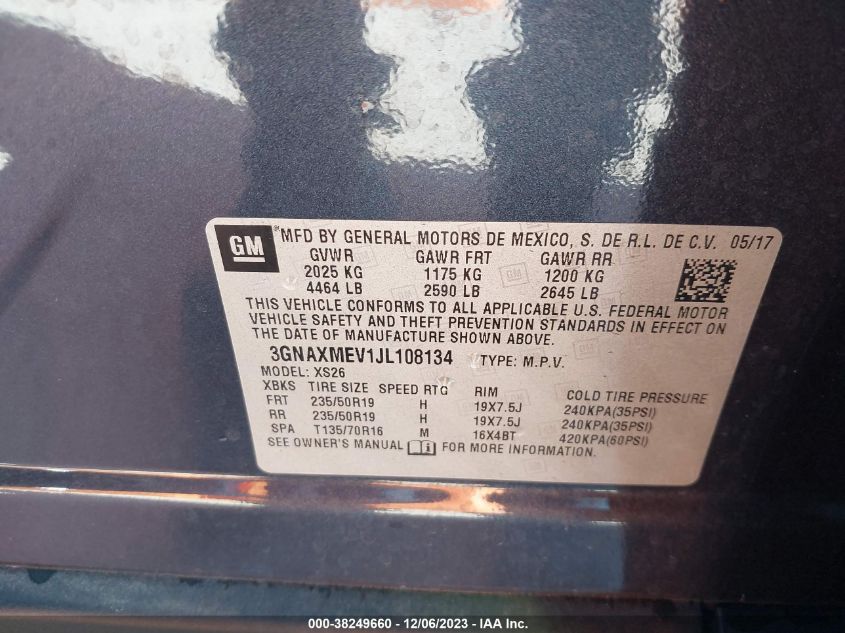 GM MFD BY GENERAL MOTORS DE MEXICO, S. DE R.L. DE C.V. 05/17
GVWR GAWR FRT GAWR RR
2025 KG 1175 KG 1200 KG
4464 LB 2590 LB 2645 LB
THIS VEHICLE CONFORMS TO ALL APPLICABLE U.S. FEDERAL MOTOR
VEHICLE SAFETY AND THEFT PREVENTION STANDARDS IN EFFECT ON
THE DATE OF MANUFACTURE SHOWN ABOVE.
3GNAXMEV1JL108134 TYPE: M.P.V.
MODEL: XS26
XBKS TIRE SIZE SPEED RTG RIM COLD TIRE PRESSURE
FRT 235/50R19 H 19X7.5J 240KPA(35PSI)
RR 235/50R19 H 19X7.5J 240KPA(35PSI)
SPA T135/70R16 M 16X4BT 420KPA(60PSI)
SEE OWNER'S MANUAL FOR MORE INFORMATION.
000-38249660 - 12/06/2023 - IAA Inc.